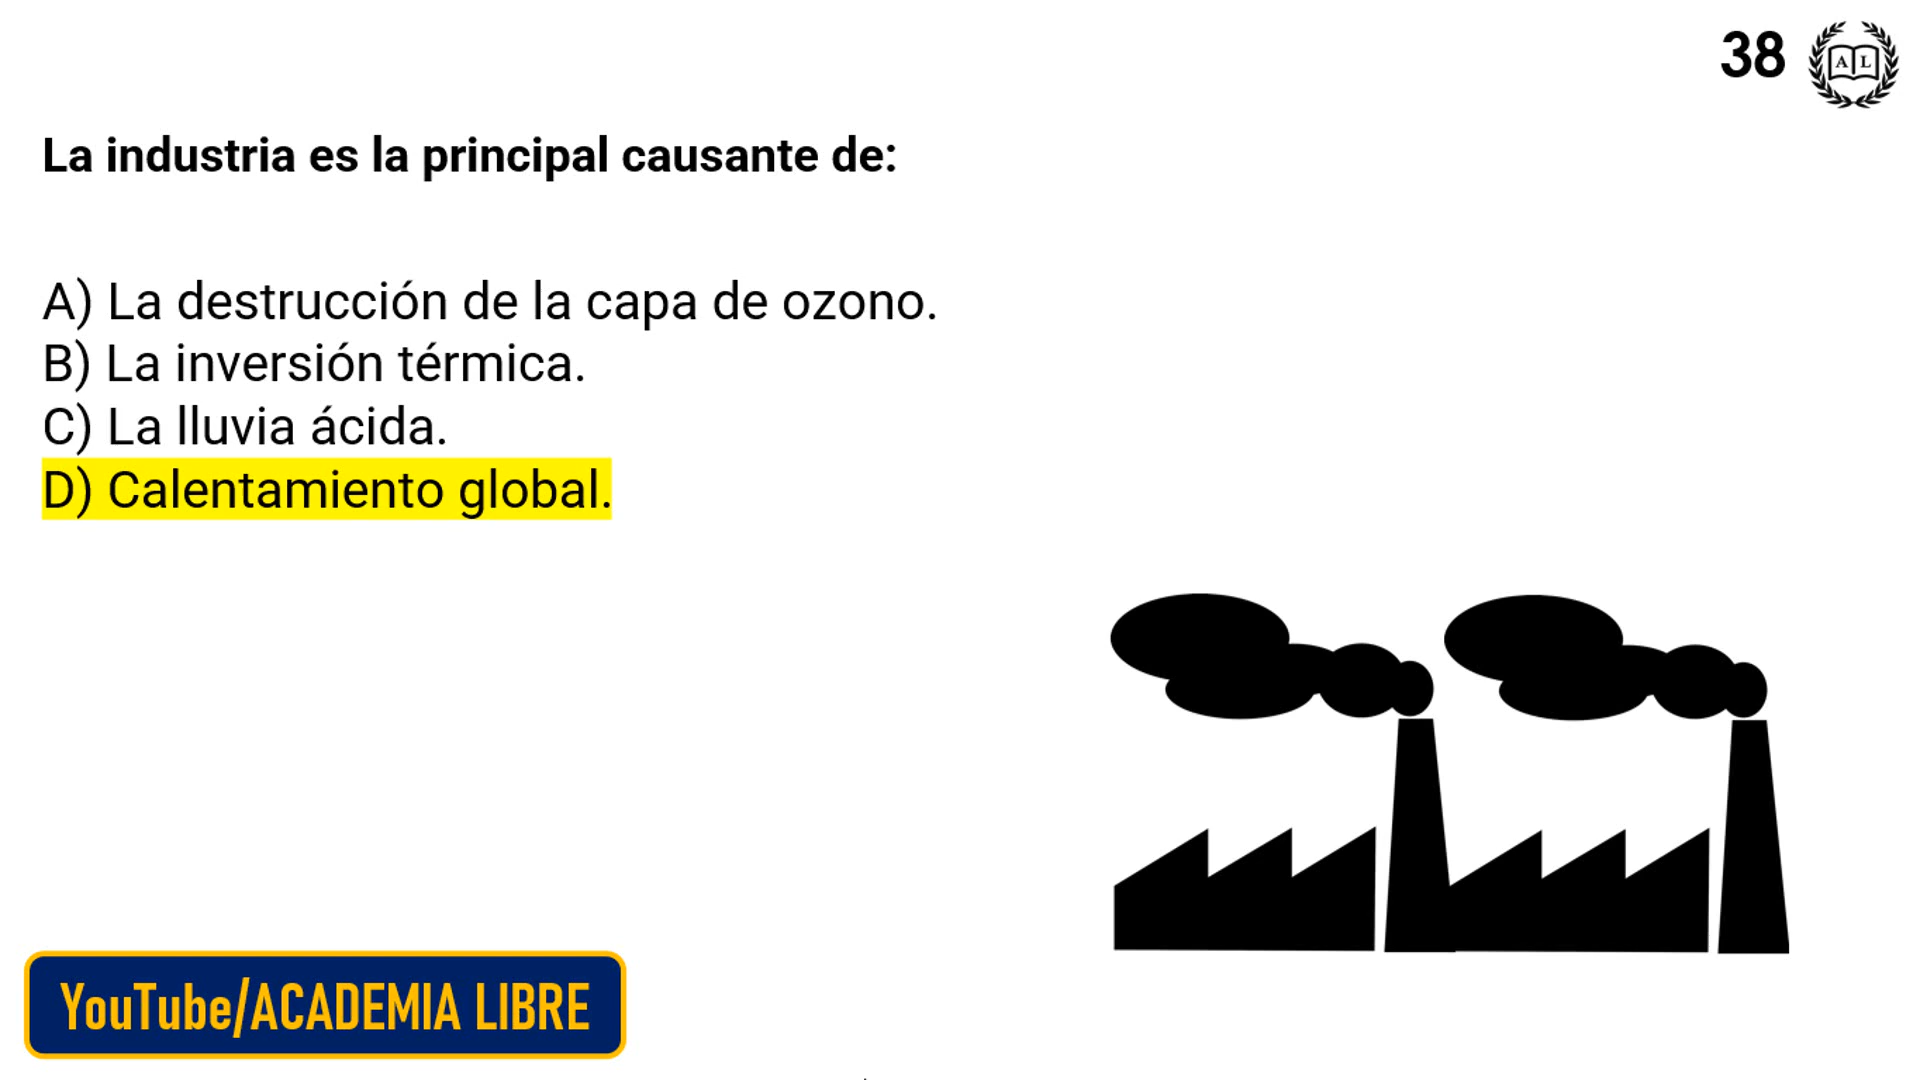 38
A L
La industria es la principal causante de:
A) La destrucción de la capa de ozono.
B) La inversión térmica.
C) La lluvia ácida.
D) Calentamiento global.
YouTube/ACADEMIA LIBRE